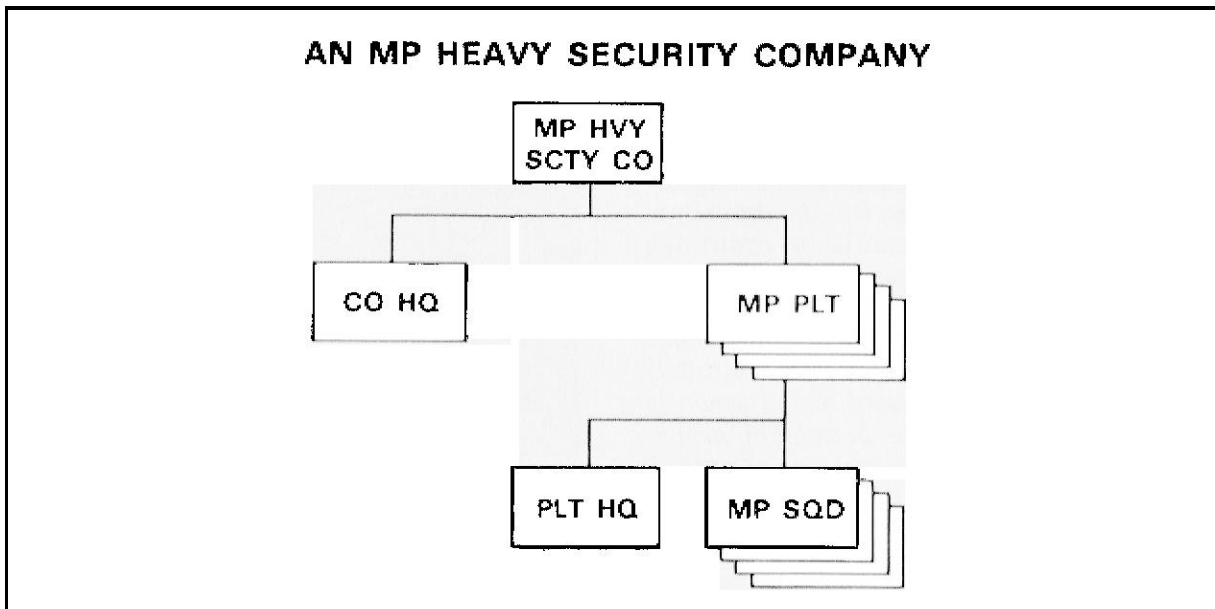 AN MP HEAVY SECURITY COMPANY
MP HVY
SCTY CO
CO HQ
MP PLT
PLT HQ
MP SQD